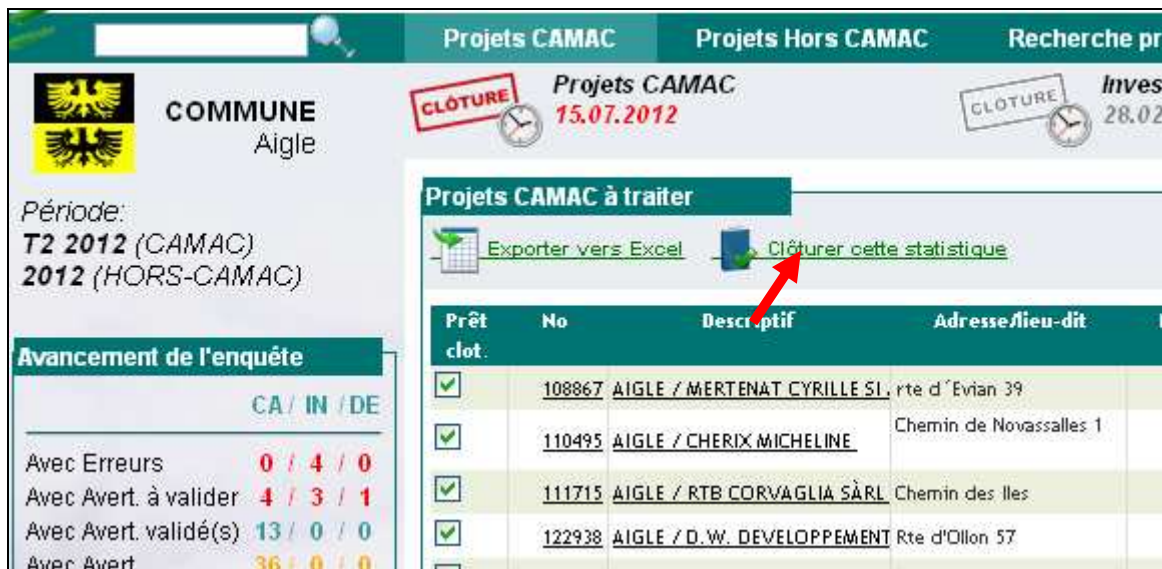 Projets CAMAC
Projets Hors CAMAC
Recherche pr
COMMUNE
Aigle
CLÔTURE
Projets CAMAC
15.07.2012
CLOTURE
Inves
28.02
Période:
T2 2012 (CAMAC)
2012 (HORS-CAMAC)
Projets CAMAC à traiter
Exporter vers Excel
Clôturer cette statistique
Avancement de l'enquête
CA / IN / DE
Avec Erreurs 0 / 4 / 0
Avec Avert. à valider 4 / 3 / 1
Avec Avert. validé(s) 13 / 0 / 0
Avec Avert 36 / 0 / 0
Prêt clot. No Descriptif Adresse/lieu-dit
108867 AIGLE / MERTENAT CYRILLE SI. rte d´Evian 39
110495 AIGLE / CHERIX MICHELINE Chemin de Novassalles 1
111715 AIGLE / RTB CORVAGLIA SÀRL Chemin des Iles
122938 AIGLE / D.W. DEVELOPPEMENT Rte d'Ollon 57